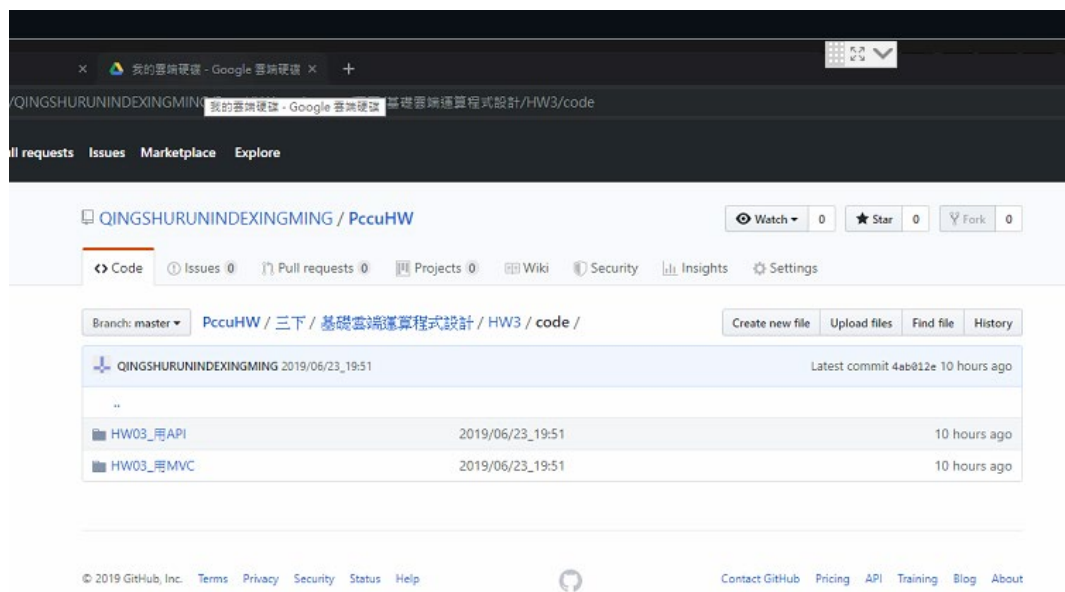 × 我的雲端硬碟 - Google 雲端硬碟 × +
/QINGSHURUNINDEXINGMING 基礎雲端運算程式設計/HW3/code
我的雲端硬碟 - Google 雲端硬碟
ll requests Issues Marketplace Explore
QINGSHURUNINDEXINGMING / PccuHW Watch 0 Star 0 Fork 0
Code Issues 0 Pull requests 0 Projects 0 Wiki Security Insights Settings
Branch: master PccuHW / 三下 / 基礎雲端運算程式設計 / HW3 / code / Create new file Upload files Find file History
QINGSHURUNINDEXINGMING 2019/06/23_19:51 Latest commit 4ab012e 10 hours ago
..
HW03_用API 2019/06/23_19:51 10 hours ago
HW03_用MVC 2019/06/23_19:51 10 hours ago
© 2019 GitHub, Inc. Terms Privacy Security Status Help Contact GitHub Pricing API Training Blog About